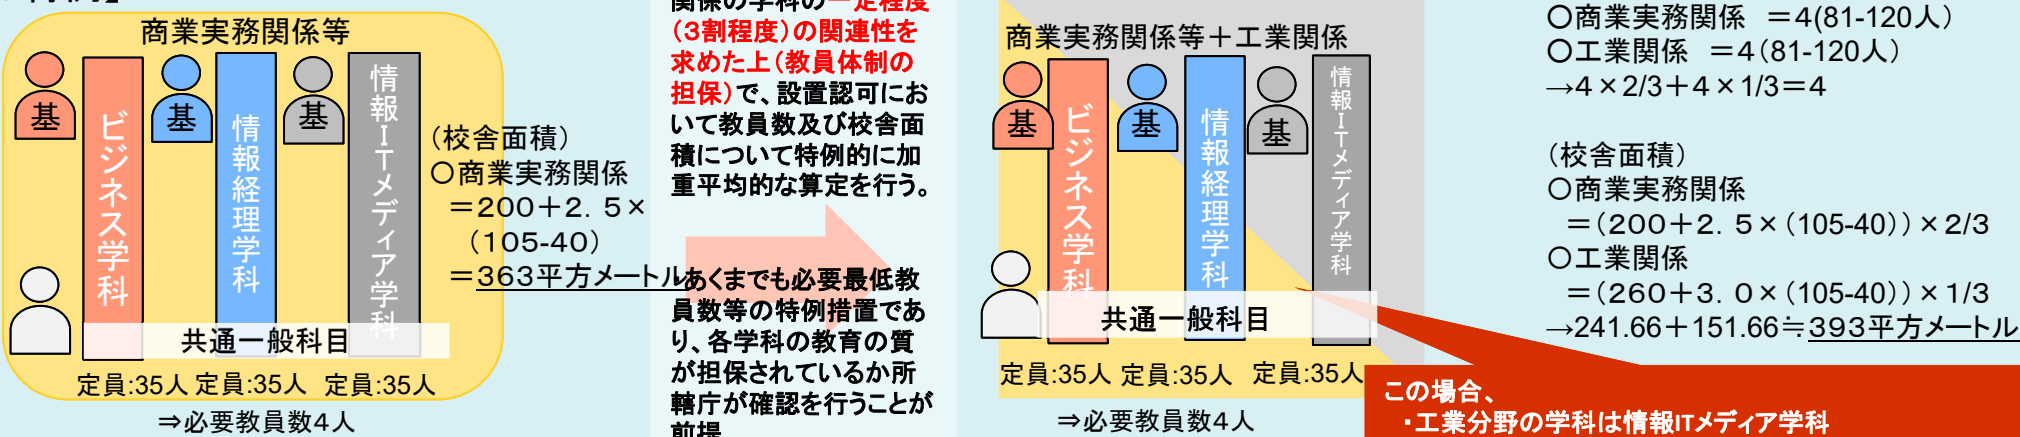 商業実務関係等
基
基
基
ビジネス学科
情報経理学科
情報ITメディア学科
共通一般科目
定員:35人 定員:35人 定員:35人
⇒必要教員数4人
(校舎面積)
○商業実務関係
=200+2.5×
(105-40)
=363平方メートル
(3割程度)の関連性を
求めた上(教員体制の
担保)で、設置認可にお
いて教員数及び校舎面
積について特例的に加
重平均的な算定を行う。
あくまでも必要最低教
員数等の特例措置であ
り、各学科の教育の質
が担保されているか所
轄庁が確認を行うことが
前提
商業実務関係等+工業関係
基
基
基
ビジネス学科
情報経理学科
情報ITメディア学科
共通一般科目
定員:35人 定員:35人 定員:35人
⇒必要教員数4人
○商業実務関係 =4(81-120人)
○工業関係 =4(81-120人)
→4×2/3+4×1/3=4
(校舎面積)
○商業実務関係
=(200+2.5×(105-40))×2/3
○工業関係
=(260+3.0×(105-40))×1/3
→241.66+151.66≒393平方メートル
この場合、
・工業分野の学科は情報ITメディア学科